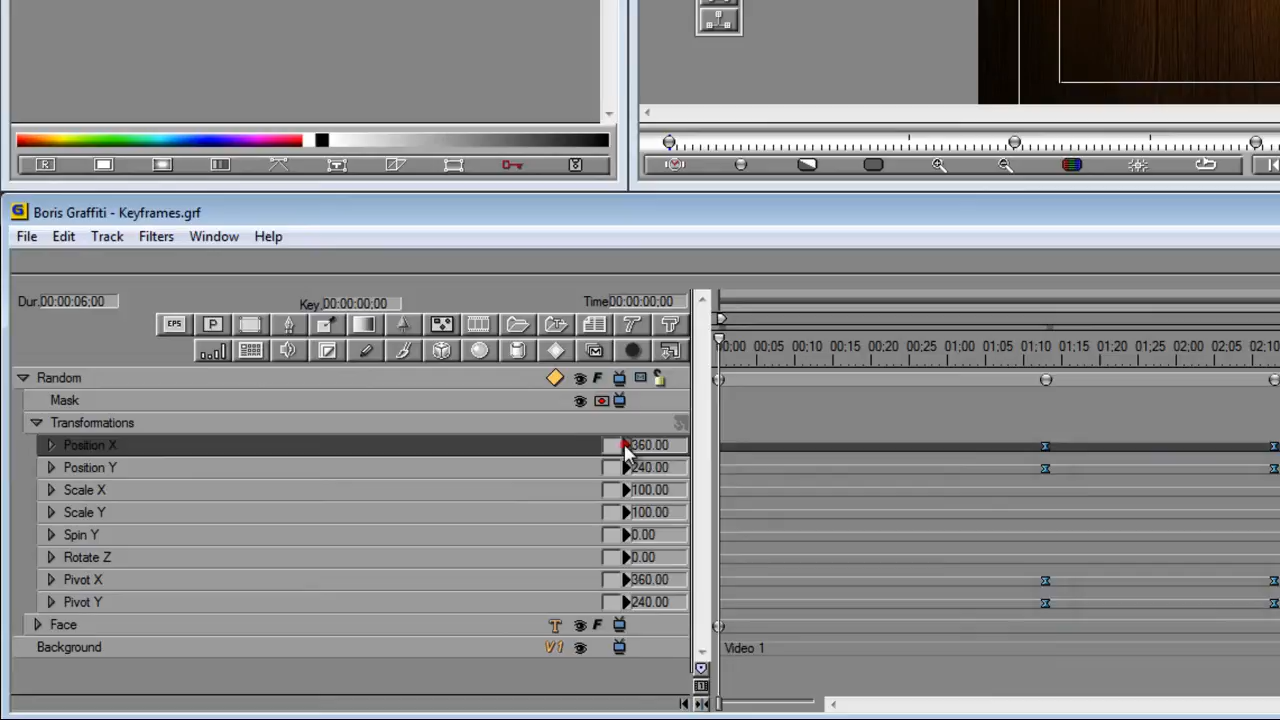 Boris Graffiti - Keyframes.grf
File Edit Track Filters Window Help
Dur. 00:00:06;00 Key. 00:00:00;00 Time 00:00:00;00
EPS P
00;00 00;05 00;10 00;15 00;20 00;25 01;00 01;05 01;10 01;15 01;20 01;25 02;00 02;05 02;10
Random F
Mask
Transformations
Position X 360.00
Position Y 240.00
Scale X 100.00
Scale Y 100.00
Spin Y 0.00
Rotate Z 0.00
Pivot X 360.00
Pivot Y 240.00
Face T F
Background V1 Video 1